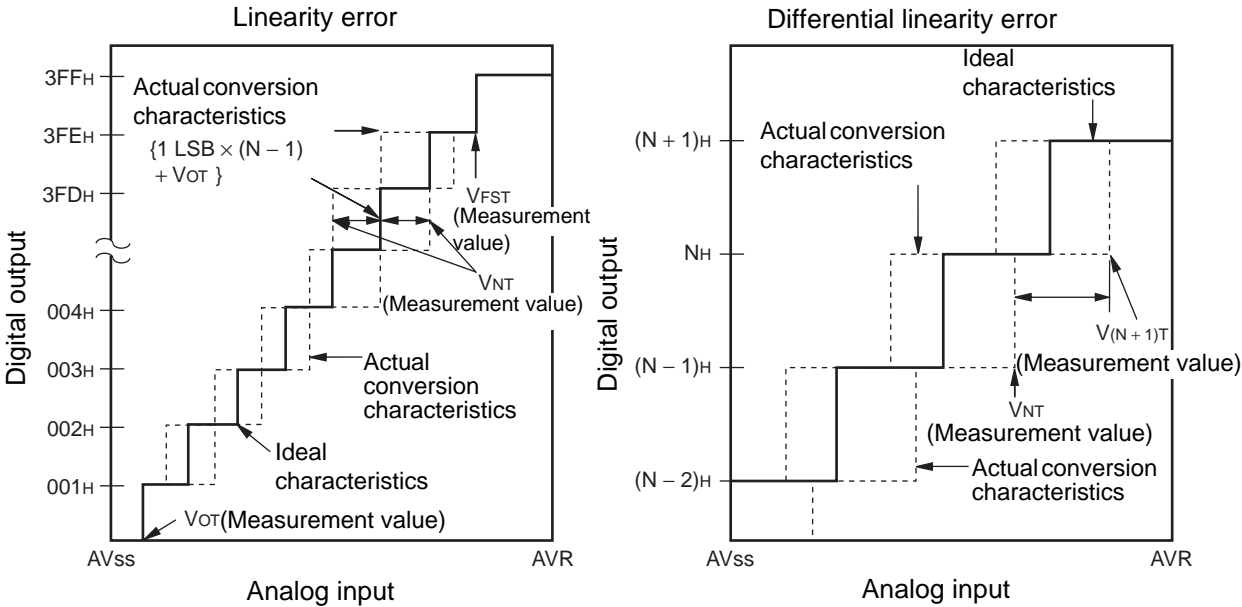 Linearity error
3FFH
3FEH
3FDH
004H
003H
002H
001H
Digital output
Actual conversion
characteristics
{1 LSB × (N – 1)
+ VOT }
VFST
(Measurement
value)
VNT
(Measurement value)
Actual
conversion
characteristics
Ideal
characteristics
VOT(Measurement value)
AVss
AVR
Analog input
Differential linearity error
Ideal
characteristics
Actual conversion
characteristics
(N + 1)H
NH
(N – 1)H
(N – 2)H
Digital output
V(N + 1)T
(Measurement value)
VNT
(Measurement value)
Actual conversion
characteristics
AVss
AVR
Analog input